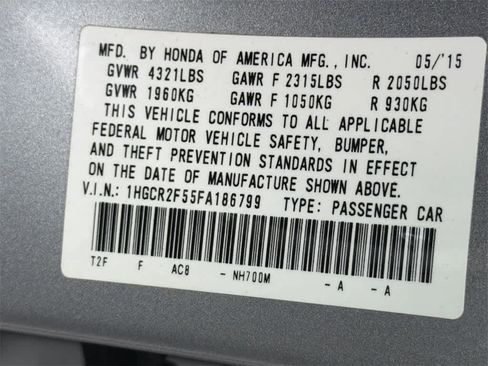 MFD. BY HONDA OF AMERICA MFG., INC. 05/'15
GVWR 4321LBS GAWR F 2315LBS R 2050LBS
GVWR 1960KG GAWR F 1050KG R 930KG
THIS VEHICLE CONFORMS TO ALL APPLICABLE
FEDERAL MOTOR VEHICLE SAFETY, BUMPER,
AND THEFT PREVENTION STANDARDS IN EFFECT
ON THE DATE OF MANUFACTURE SHOWN ABOVE.
V.I.N.: 1HGCR2F55FA186799 TYPE: PASSENGER CAR
T2F F AC8 - NH700M - A - A